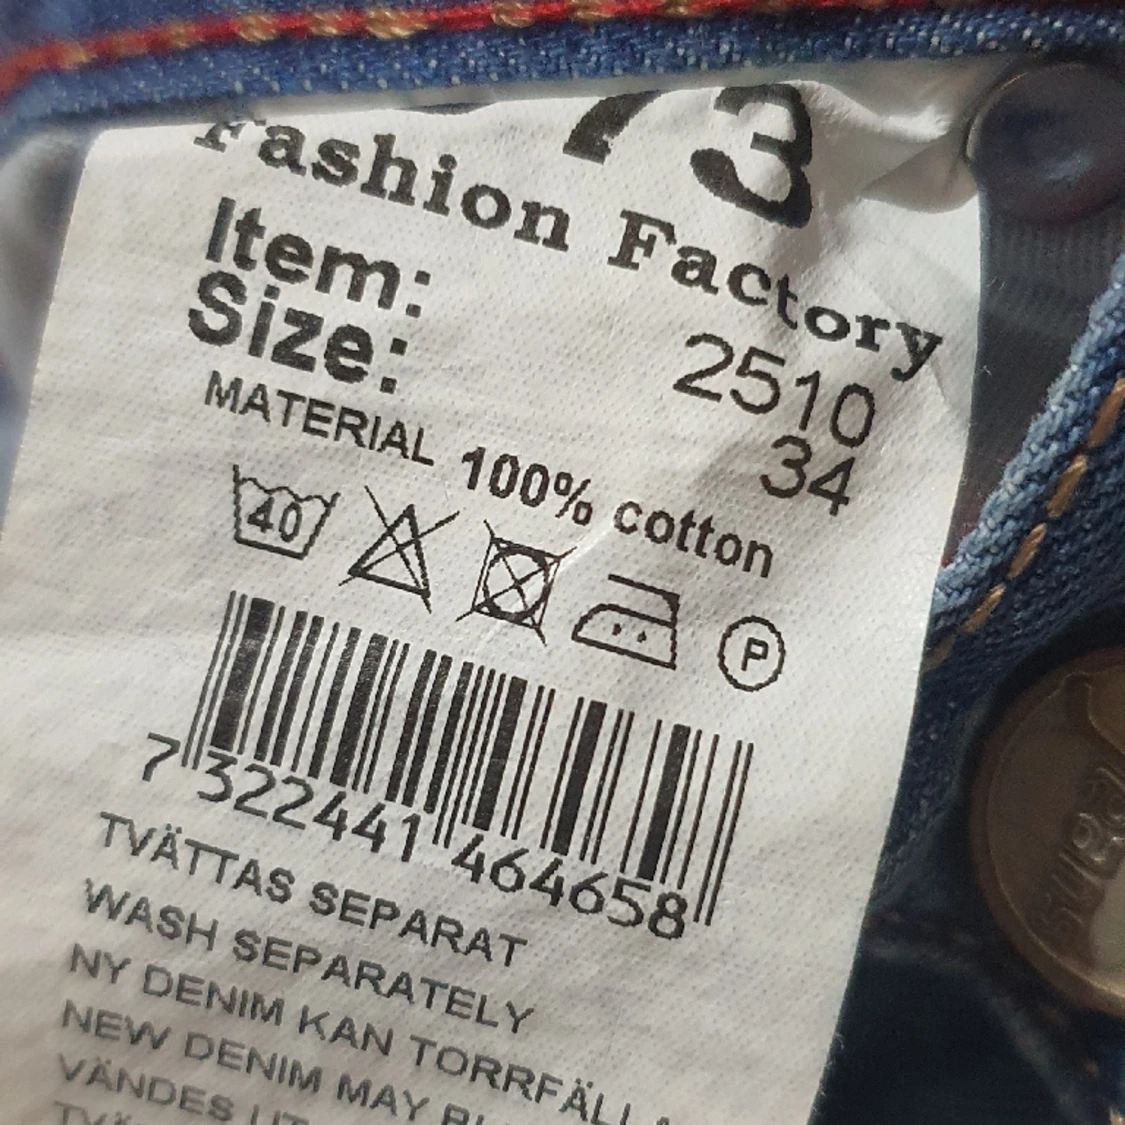 73
Fashion Factory
Item: 2510
Size: 34
MATERIAL 100% cotton
40
P
7 322441 464658
TVÄTTAS SEPARAT
WASH SEPARATELY
NY DENIM KAN TORRFÄLLA
NEW DENIM MAY
VÄNDES